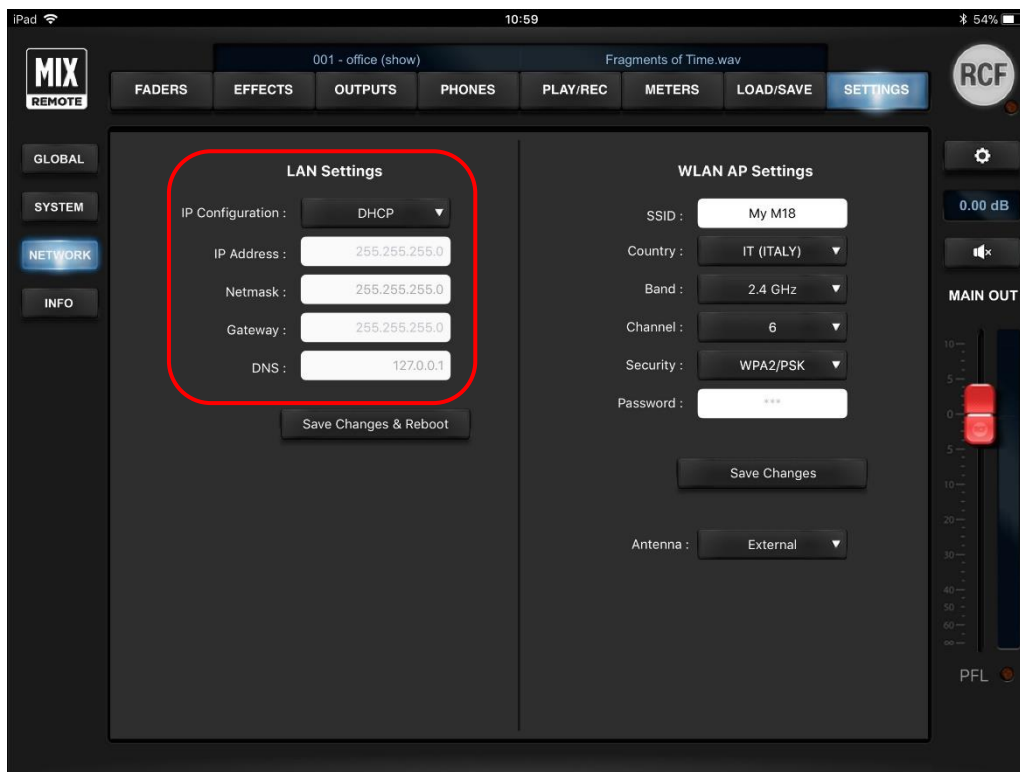 iPad 10:59 54%
MIX
REMOTE
001 - office (show) Fragments of Time.wav
RCF
FADERS EFFECTS OUTPUTS PHONES PLAY/REC METERS LOAD/SAVE SETTINGS
GLOBAL
SYSTEM
NETWORK
INFO
LAN Settings
IP Configuration : DHCP
IP Address : 255.255.255.0
Netmask : 255.255.255.0
Gateway : 255.255.255.0
DNS : 127.0.0.1
Save Changes & Reboot
WLAN AP Settings
SSID : My M18
Country : IT (ITALY)
Band : 2.4 GHz
Channel : 6
Security : WPA2/PSK
Password : ***
Save Changes
Antenna : External
0.00 dB
MAIN OUT
10
5
0
5
10
20
30
40
50
60
∞
PFL